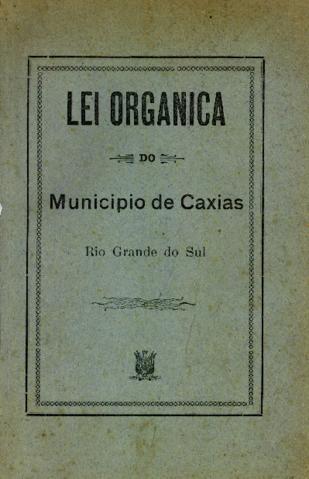 LEI ORGANICA
DO
Municipio de Caxias
Rio Grande do Sul